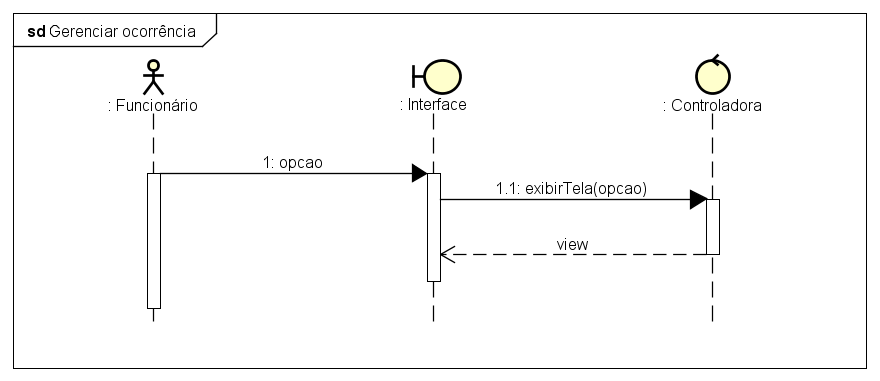 sd Gerenciar ocorrência
: Funcionário
: Interface
: Controladora
1: opcao
1.1: exibirTela(opcao)
view